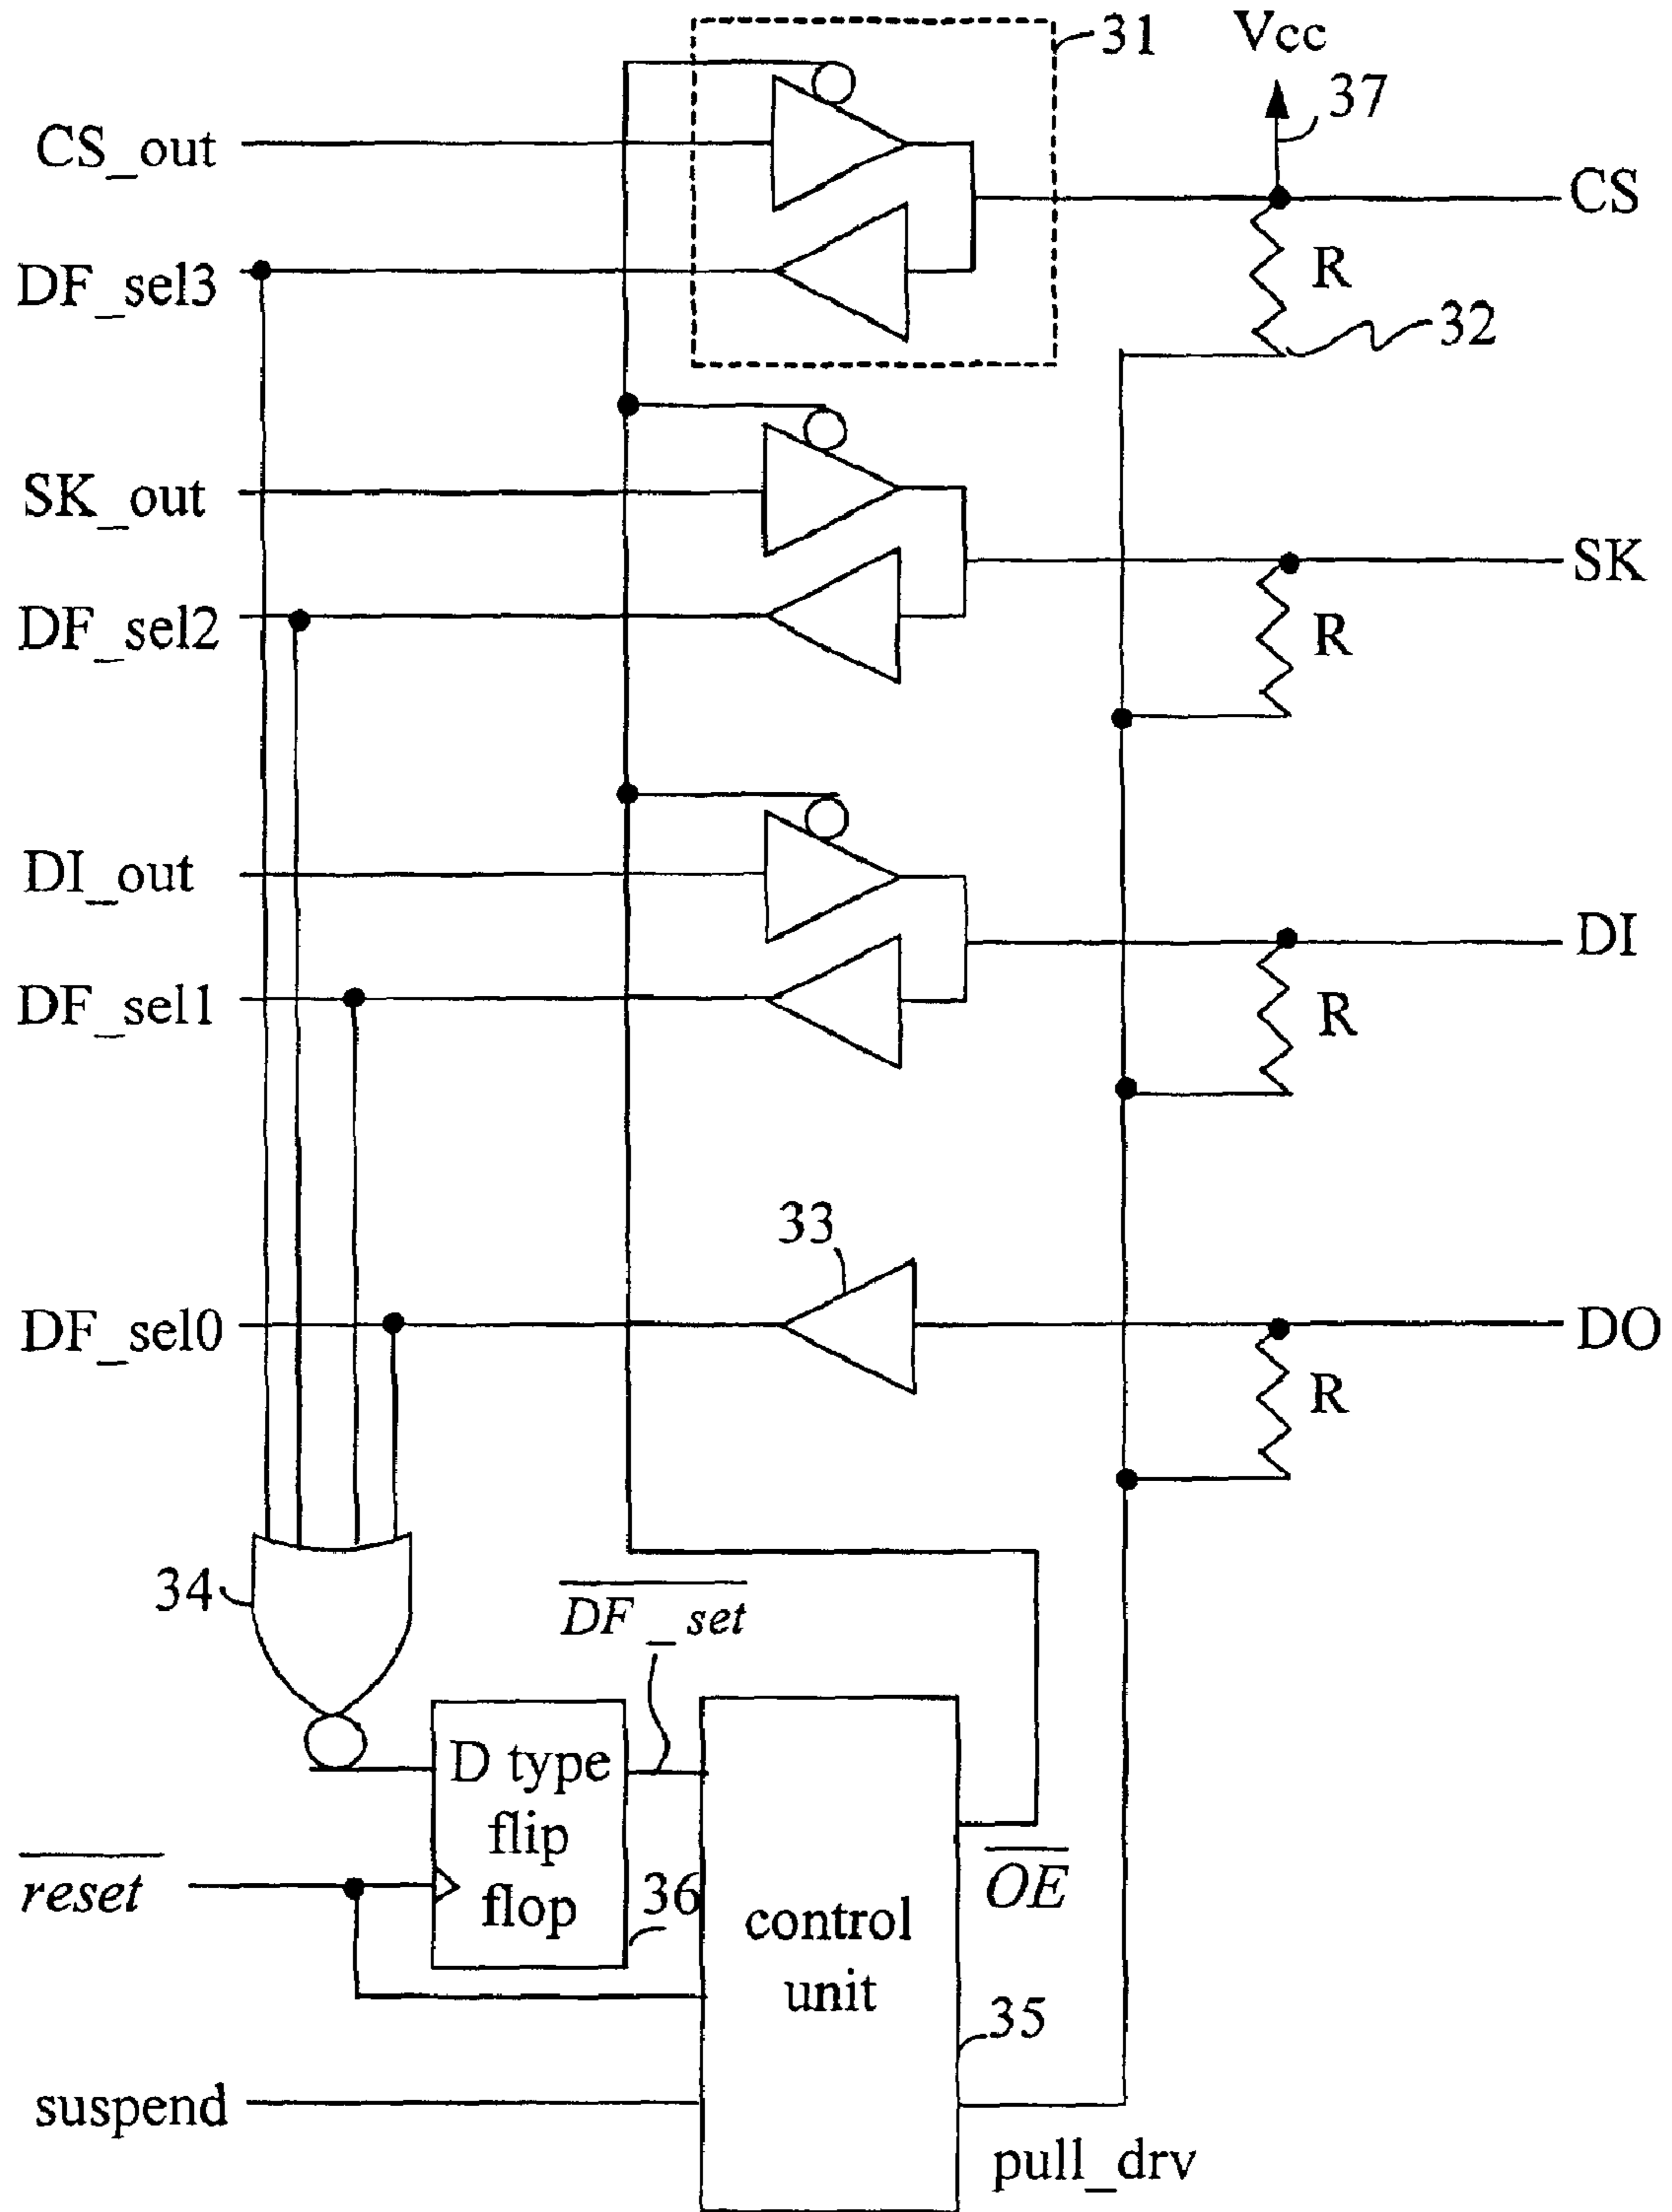 31
Vcc
37
CS_out
CS
DF_sel3
R
32
SK_out
SK
DF_sel2
R
DI_out
DI
DF_sel1
R
33
DF_sel0
DO
R
34
DF_set
D type
flip
flop
36
reset
OE
control
unit
35
suspend
pull_drv